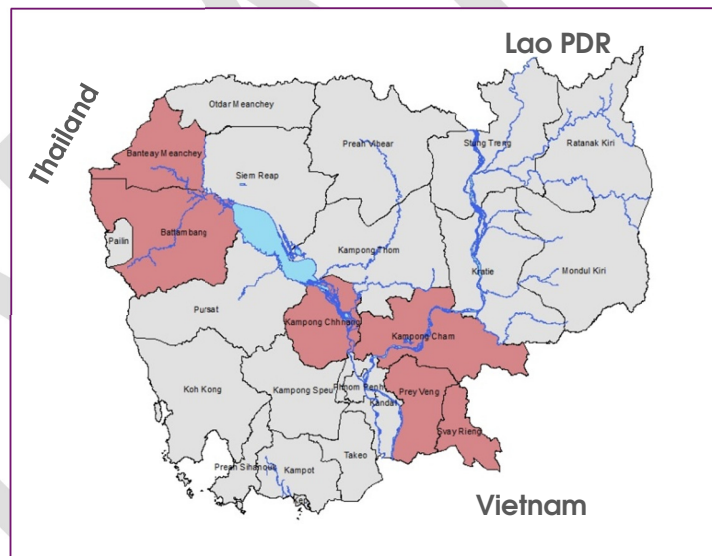 Lao PDR
Thailand
Otdar Meanchey
Banteay Meanchey
Siem Reap
Preah Vihear
Stung Treng
Ratanak Kiri
Battambang
Pailin
Kampong Thom
Kratie
Mondul Kiri
Pursat
Kampong Chhnang
Kampong Cham
Koh Kong
Kampong Speu
Phnom Penh
Kandal
Prey Veng
Svay Rieng
Takeo
Preah Sihanouk
Kampot
Kep
Vietnam